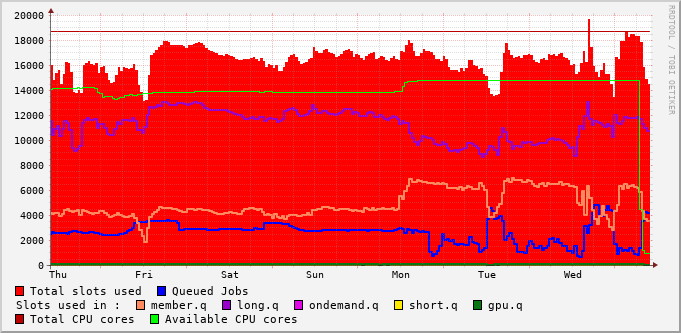 20000
18000
16000
14000
12000
10000
8000
6000
4000
2000
0
Thu Fri Sat Sun Mon Tue Wed
Total slots used Queued Jobs
Slots used in : member.q long.q ondemand.q short.q gpu.q
Total CPU cores Available CPU cores
RRDTOOL / TOBI OETIKER